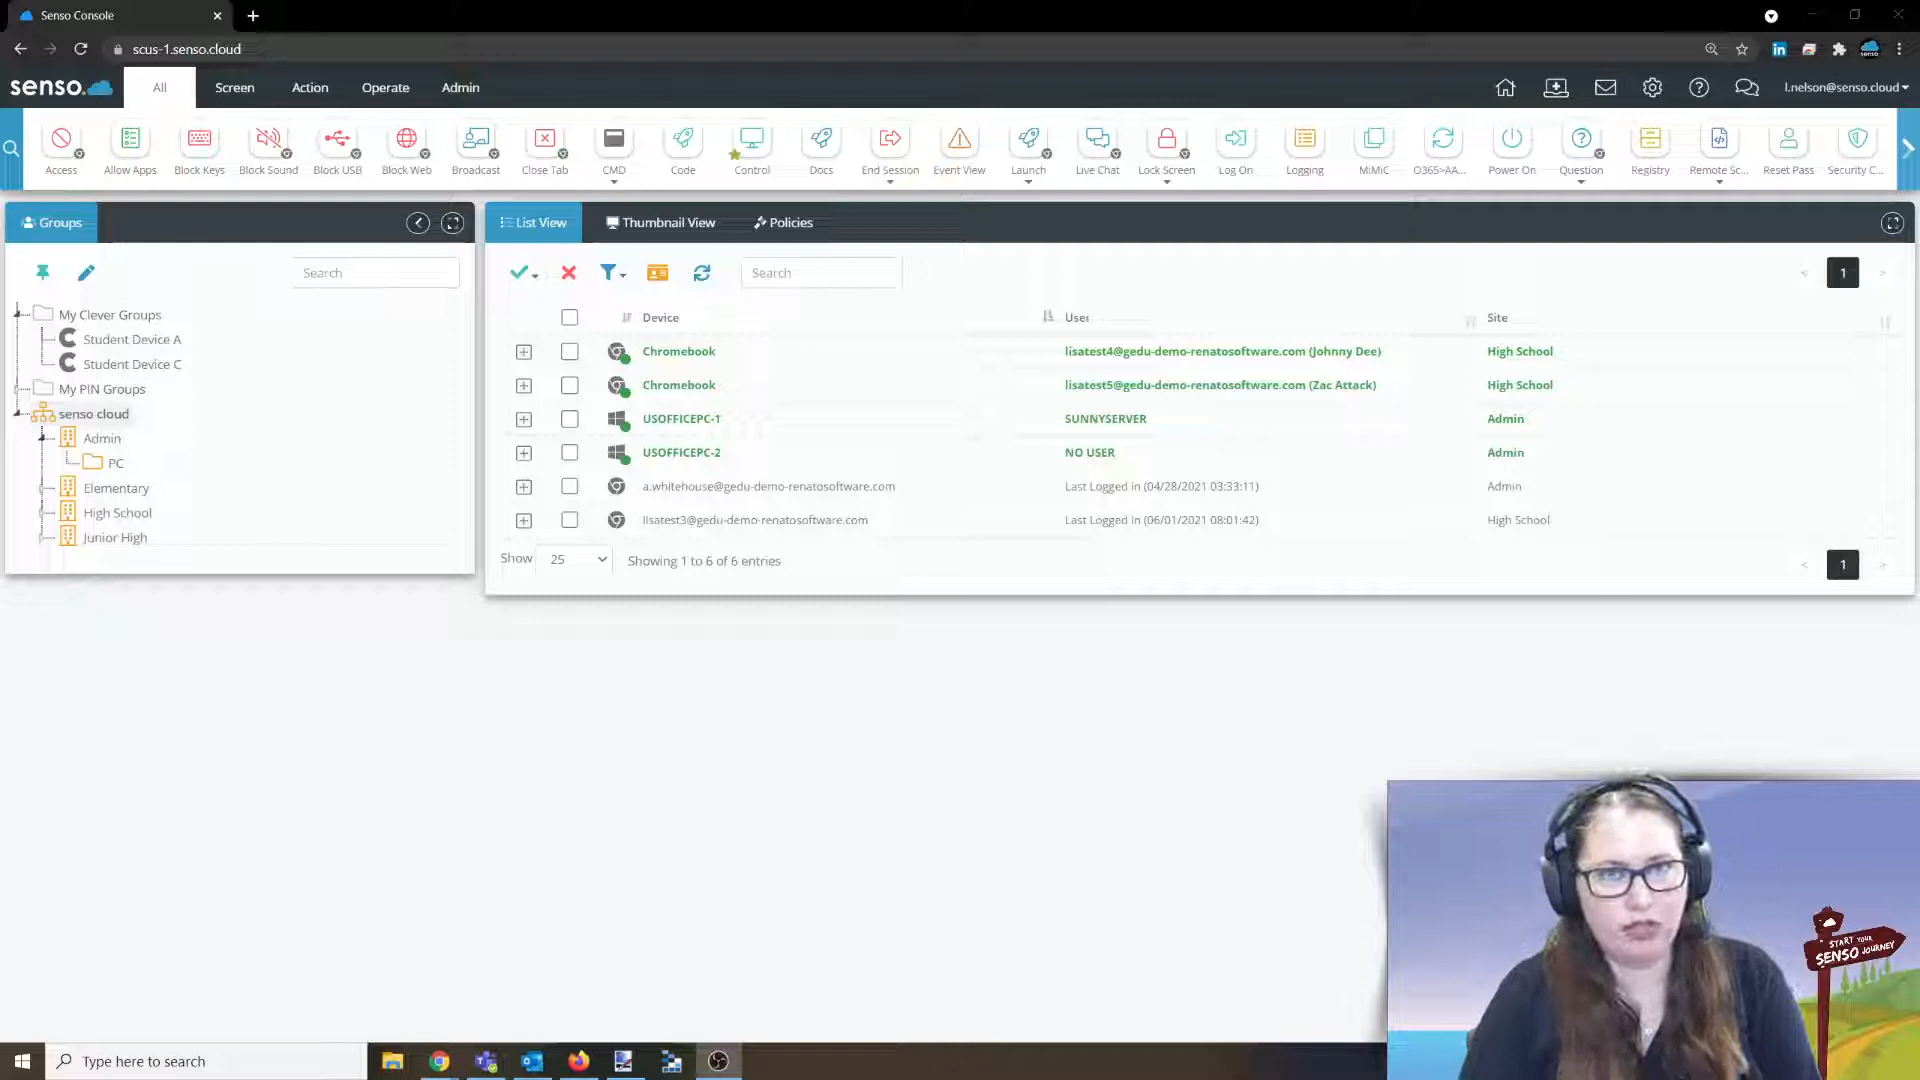 Senso Console
scus-1.senso.cloud
senso.
All
Screen
Action
Operate
Admin
l.nelson@senso.cloud
Access
Allow Apps
Block Keys
Block Sound
Block USB
Block Web
Broadcast
Close Tab
CMD
Code
Control
Docs
End Session
Event View
Launch
Live Chat
Lock Screen
Log On
Logging
MiMiC
O365>AA...
Power On
Question
Registry
Remote Sc...
Reset Pass
Security C...
Groups
List View
Thumbnail View
Policies
Search
Search
< 1 >
My Clever Groups
Student Device A
Student Device C
My PIN Groups
senso cloud
Admin
PC
Elementary
High School
Junior High
Device User Site
Chromebook lisatest4@gedu-demo-renatosoftware.com (Johnny Dee) High School
Chromebook lisatest5@gedu-demo-renatosoftware.com (Zac Attack) High School
USOFFICEPC-1 SUNNYSERVER Admin
USOFFICEPC-2 NO USER Admin
a.whitehouse@gedu-demo-renatosoftware.com Last Logged in (04/28/2021 03:33:11) Admin
lisatest3@gedu-demo-renatosoftware.com Last Logged in (06/01/2021 08:01:42) High School
Show 25 Showing 1 to 6 of 6 entries
< 1 >
START YOUR
SENSO JOURNEY
Type here to search